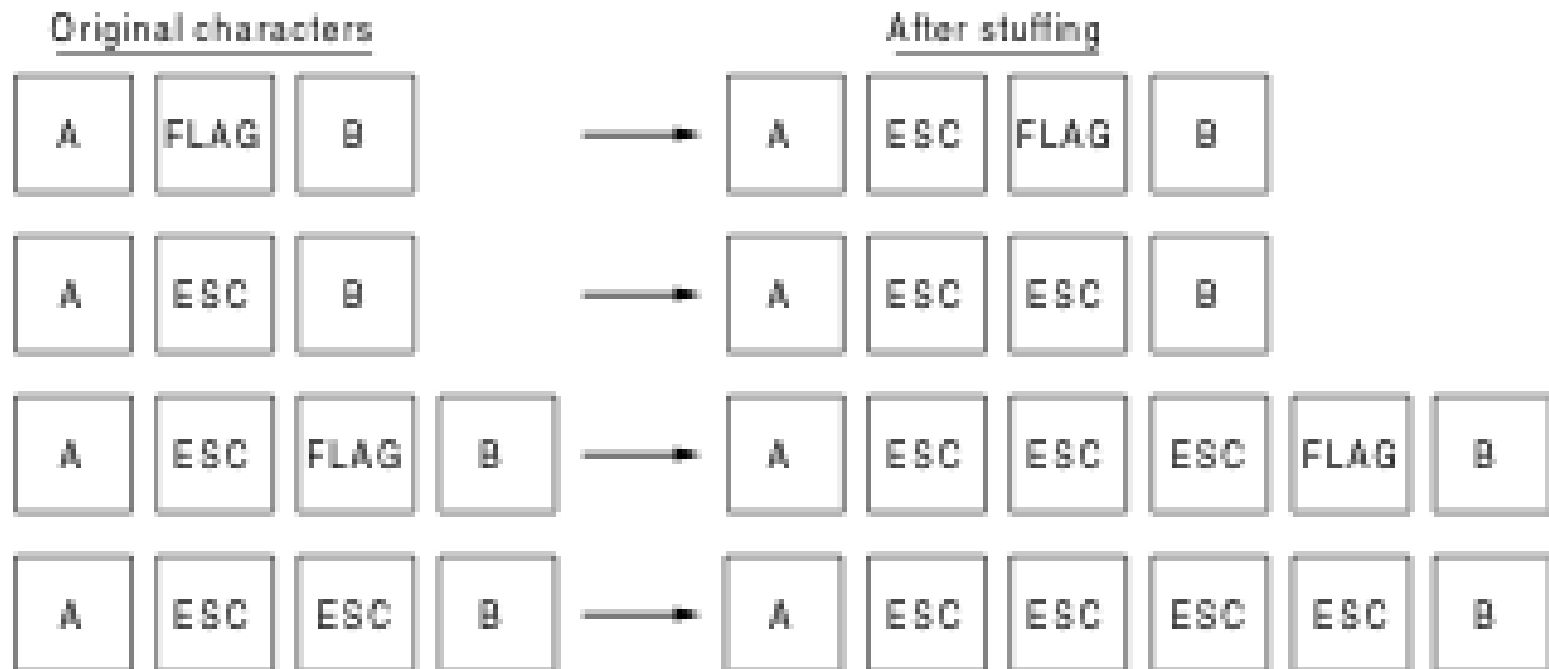 Original characters After stuffing
A FLAG B A ESC FLAG B
A ESC B A ESC ESC B
A ESC FLAG B A ESC ESC ESC FLAG B
A ESC ESC B A ESC ESC ESC ESC B